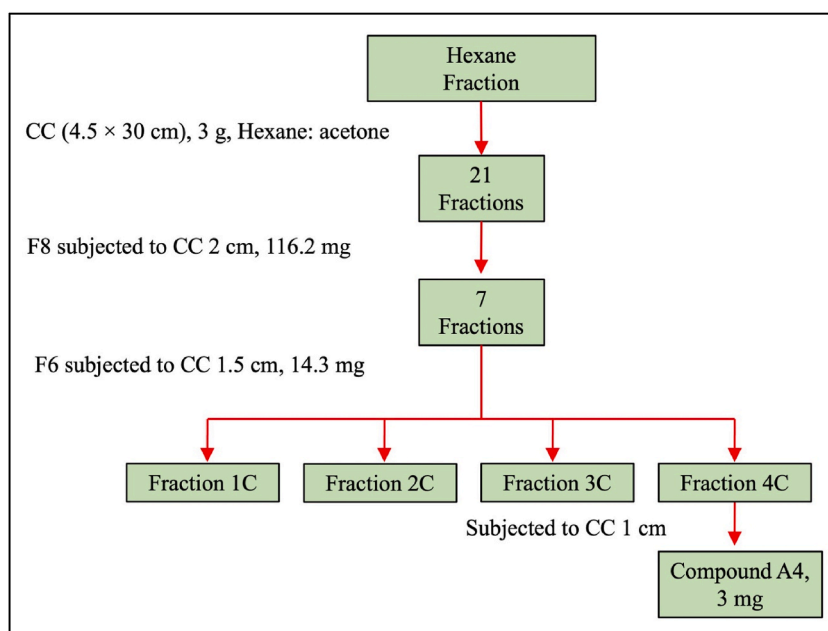 Hexane
Fraction
CC (4.5 × 30 cm), 3 g, Hexane: acetone
21
Fractions
F8 subjected to CC 2 cm, 116.2 mg
7
Fractions
F6 subjected to CC 1.5 cm, 14.3 mg
Fraction 1C
Fraction 2C
Fraction 3C
Fraction 4C
Subjected to CC 1 cm
Compound A4,
3 mg